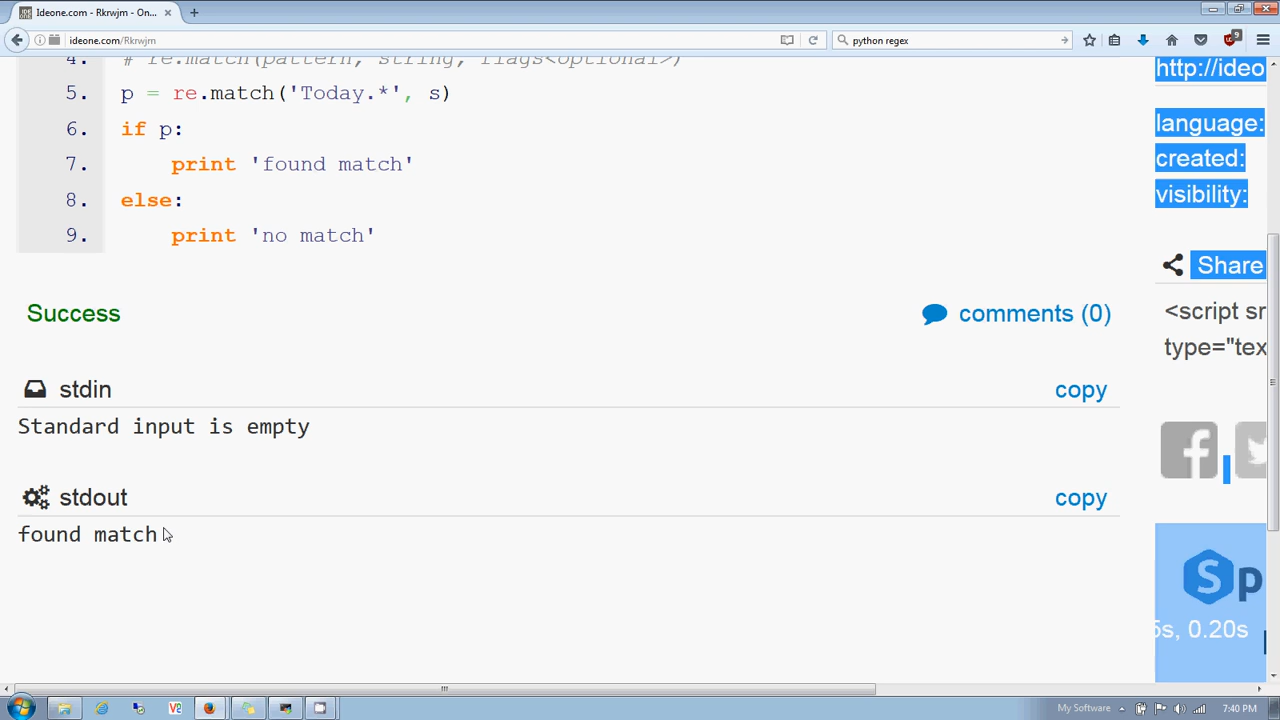 Ideone.com - Rkrwjm - On...
ideone.com/Rkrwjm
python regex
9
4. # re.match(pattern, string, flags<optional>)
5. p = re.match('Today.*', s)
6. if p:
7. print 'found match'
8. else:
9. print 'no match'
Success
comments (0)
stdin
copy
Standard input is empty
stdout
copy
found match
http://ideo
language:
created:
visibility:
Share
<script sr
type="tex
Sp
5s, 0.20s
My Software
7:40 PM